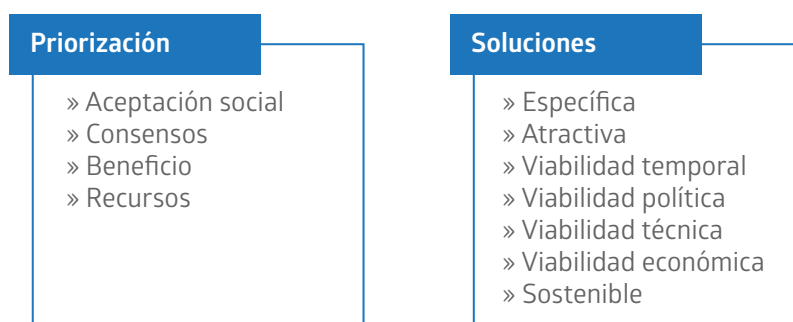 Priorización
» Aceptación social
» Consensos
» Beneficio
» Recursos
Soluciones
» Específica
» Atractiva
» Viabilidad temporal
» Viabilidad política
» Viabilidad técnica
» Viabilidad económica
» Sostenible